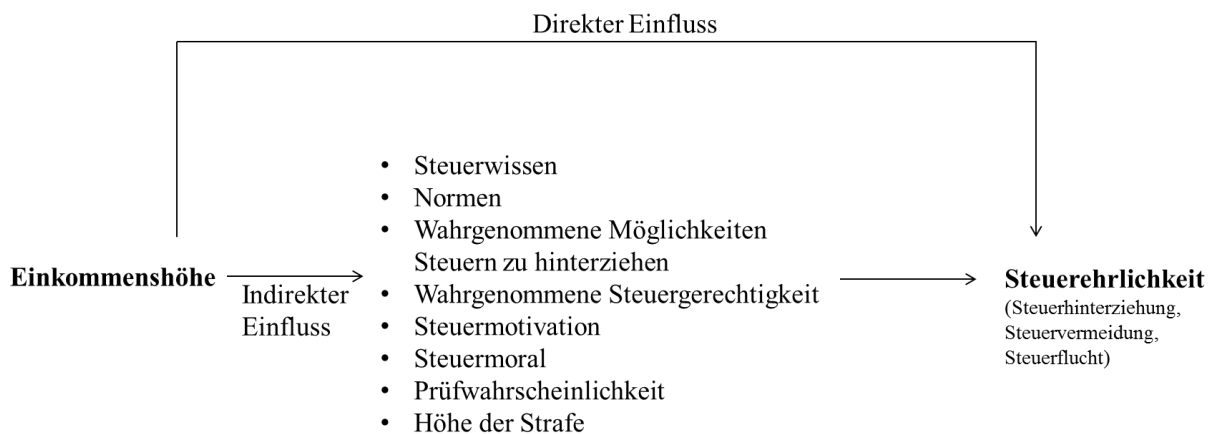 Direkter Einfluss
• Steuerwissen
• Normen
• Wahrgenommene Möglichkeiten
Steuern zu hinterziehen
• Wahrgenommene Steuergerechtigkeit
• Steuermotivation
• Steuermoral
• Prüfwahrscheinlichkeit
• Höhe der Strafe
Einkommenshöhe
Indirekter
Einfluss
Steuerehrlichkeit
(Steuerhinterziehung,
Steuervermeidung,
Steuerflucht)